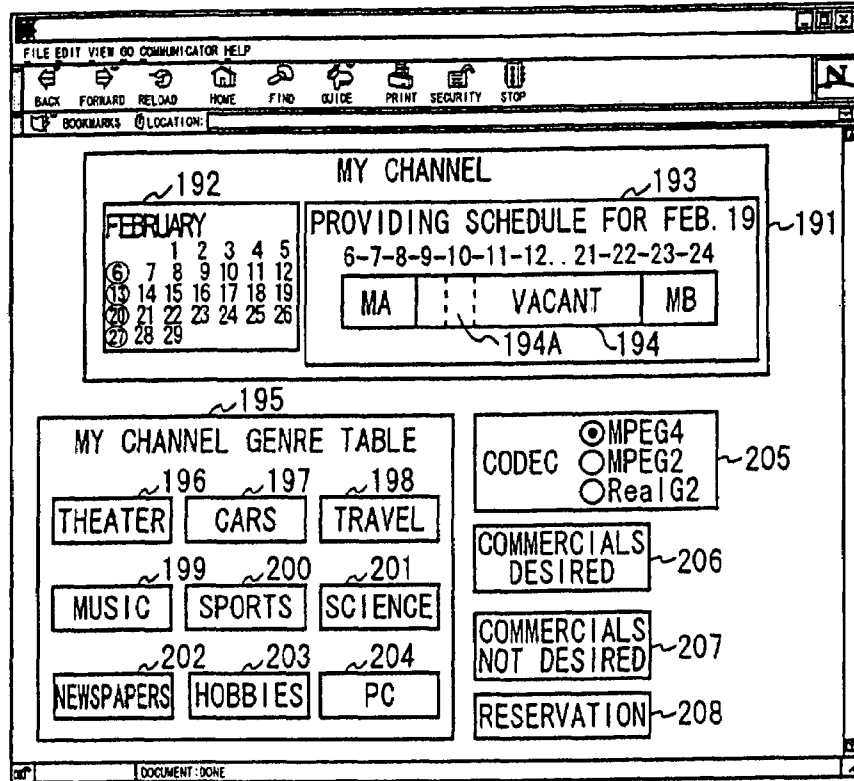 FILE EDIT VIEW GO COMMUNICATOR HELP
BACK FORWARD RELOAD HOME FIND GUIDE PRINT SECURITY STOP
N
BOOKMARKS LOCATION:
MY CHANNEL
192
193
191
FEBRUARY
1 2 3 4 5
6 7 8 9 10 11 12
13 14 15 16 17 18 19
20 21 22 23 24 25 26
27 28 29
PROVIDING SCHEDULE FOR FEB. 19
6-7-8-9-10-11-12..21-22-23-24
MA VACANT MB
194A 194
195
MY CHANNEL GENRE TABLE
196 197 198
THEATER CARS TRAVEL
199 200 201
MUSIC SPORTS SCIENCE
202 203 204
NEWSPAPERS HOBBIES PC
CODEC
MPEG4
MPEG2
RealG2
205
COMMERCIALS
DESIRED
206
COMMERCIALS
NOT DESIRED
207
RESERVATION
208
DOCUMENT:DONE